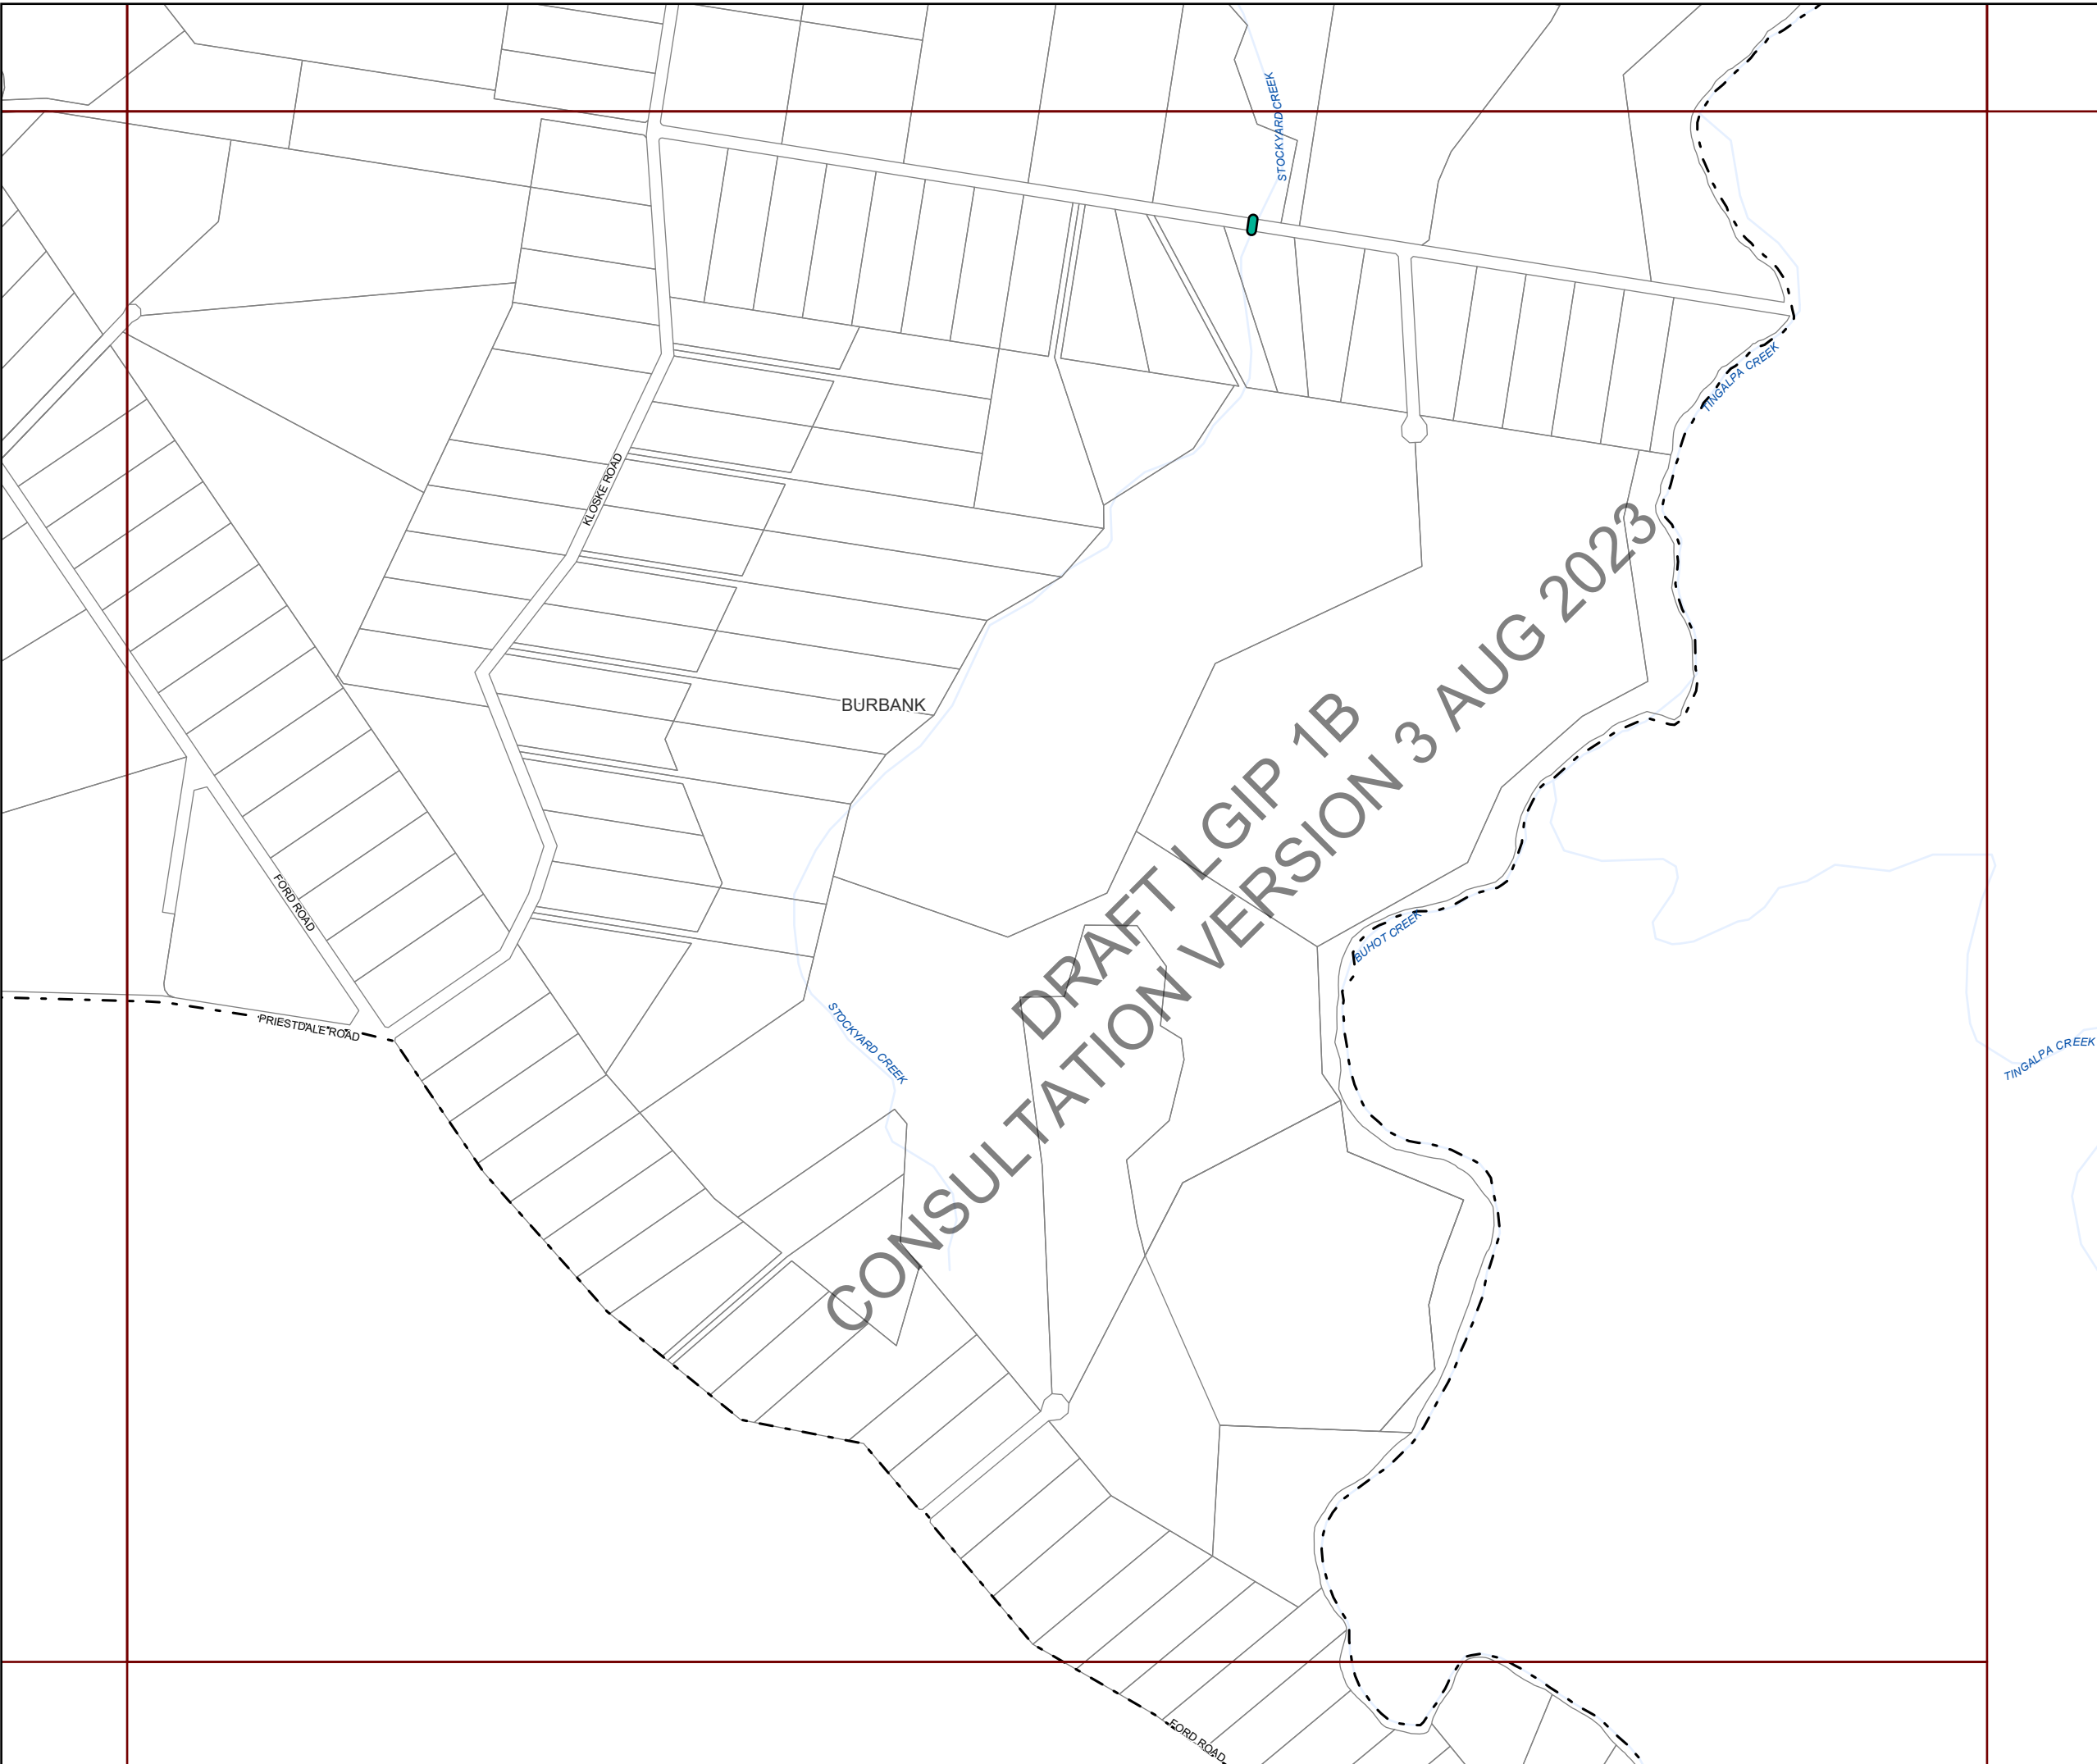 STOCKYARD CREEK
TINGALPA CREEK
KLOSKE ROAD
BURBANK
DRAFT LGIP 1B
CONSULTATION VERSION 3 AUG 2023
FORD ROAD
BUHOT CREEK
PRIESTDALE ROAD
STOCKYARD CREEK
TINGALPA CREEK
FORD ROAD